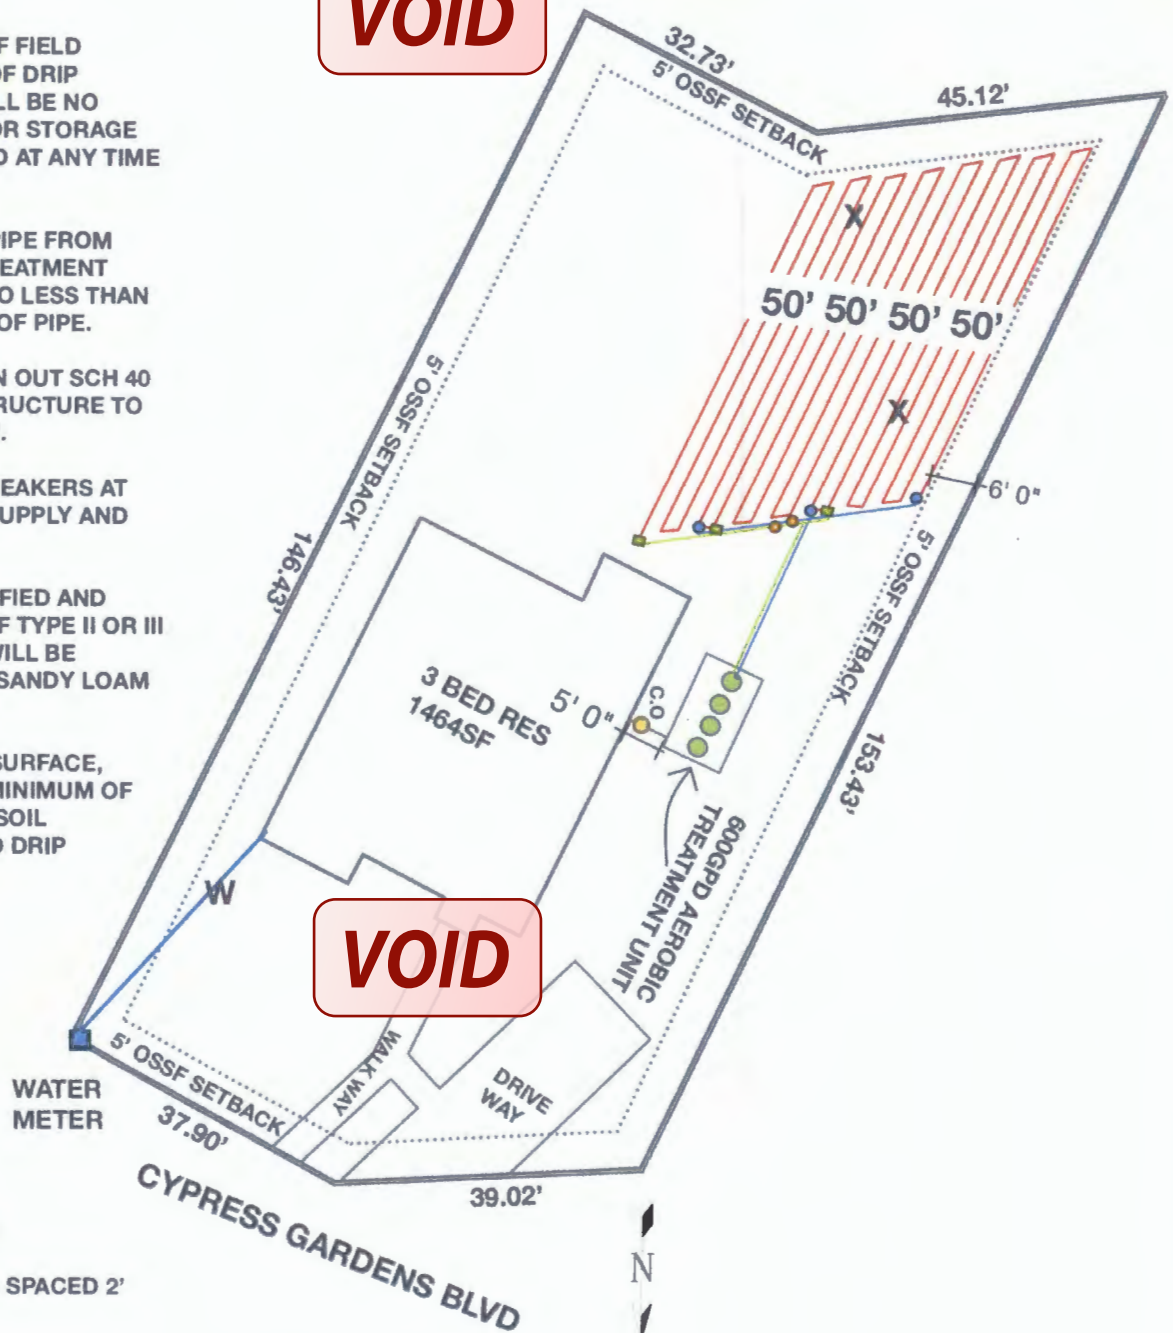 F FIELD
OF DRIP
LL BE NO
OR STORAGE
D AT ANY TIME
PIPE FROM
EATMENT
O LESS THAN
OF PIPE.
N OUT SCH 40
RUCTURE TO
EAKERS AT
UPPLY AND
FIED AND
F TYPE II OR III
WILL BE
SANDY LOAM
SURFACE,
MINIMUM OF
SOIL
D DRIP
VOID
32.73'
5' OSSF SETBACK
45.12'
X
50' 50' 50' 50'
X
6' 0"
5' OSSF SETBACK
146.43'
5' OSSF SETBACK
153.43'
3 BED RES
1464SF
5' 0"
C.O
600GPD AEROBIC
TREATMENT UNIT
W
VOID
WATER
METER
5' OSSF SETBACK
37.90'
WALK WAY
DRIVE
WAY
39.02'
CYPRESS GARDENS BLVD
N
SPACED 2'